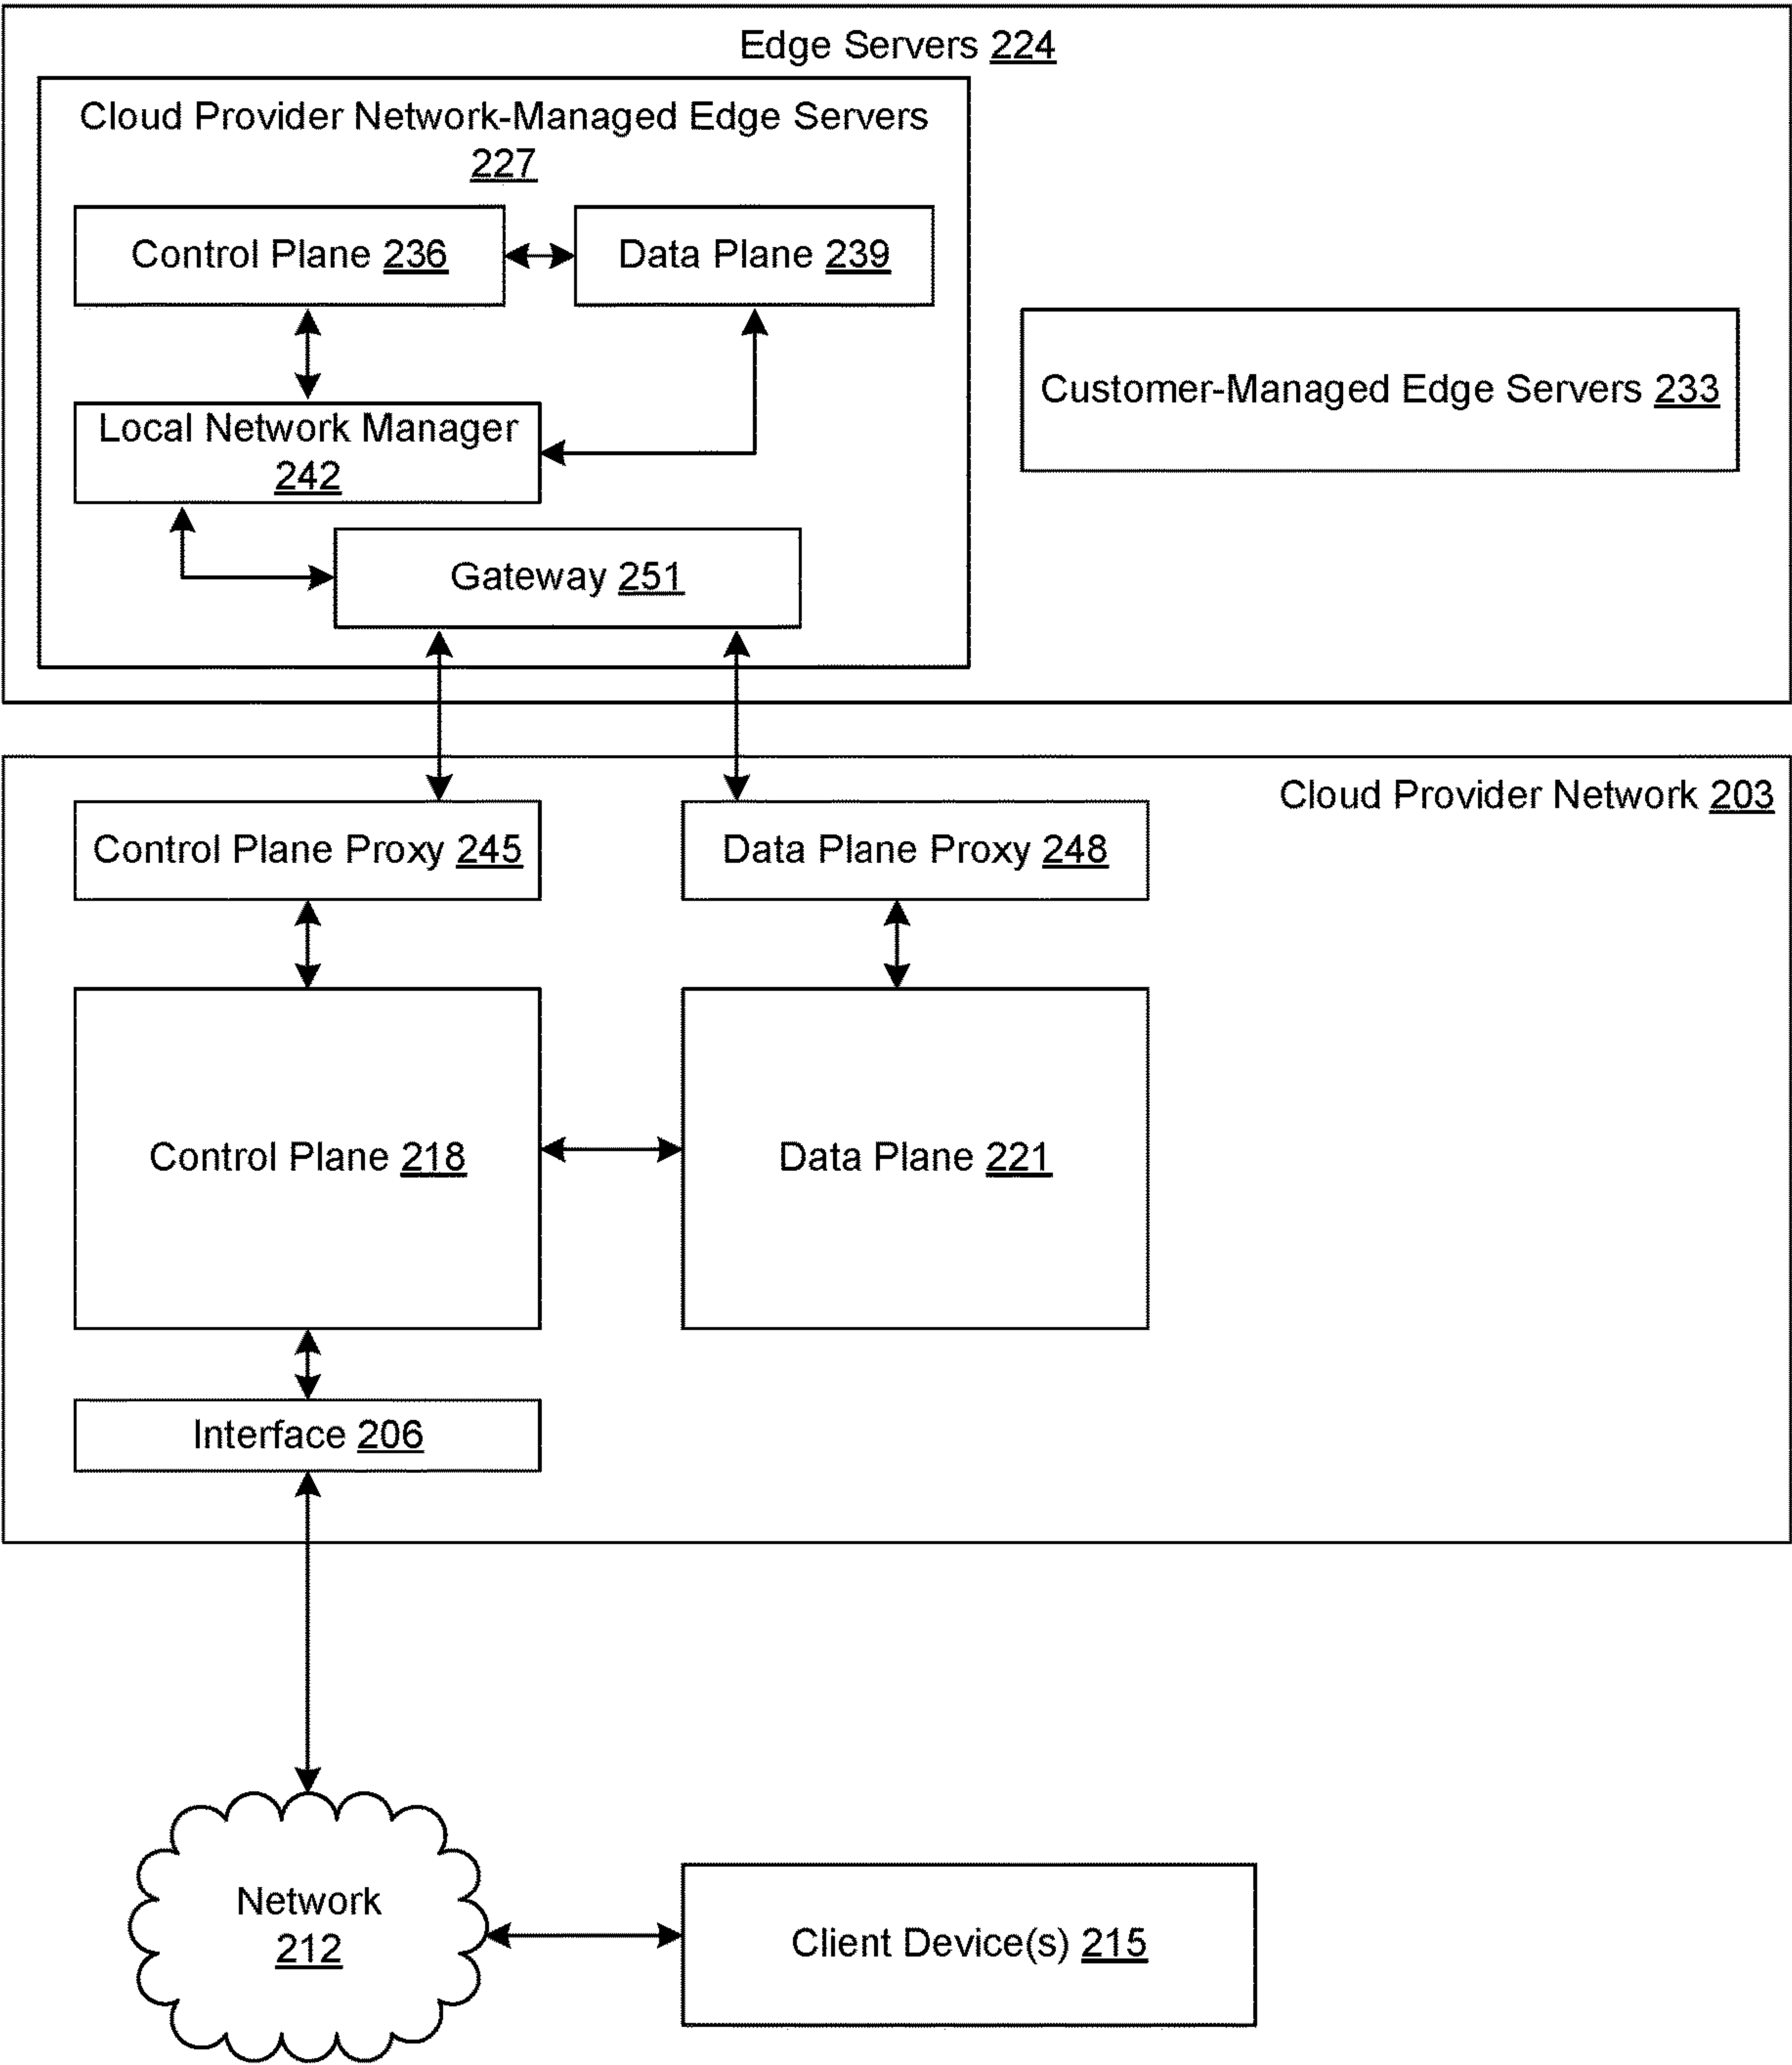 Edge Servers 224
Cloud Provider Network-Managed Edge Servers
227
Control Plane 236
Data Plane 239
Customer-Managed Edge Servers 233
Local Network Manager
242
Gateway 251
Cloud Provider Network 203
Control Plane Proxy 245
Data Plane Proxy 248
Control Plane 218
Data Plane 221
Interface 206
Network
212
Client Device(s) 215